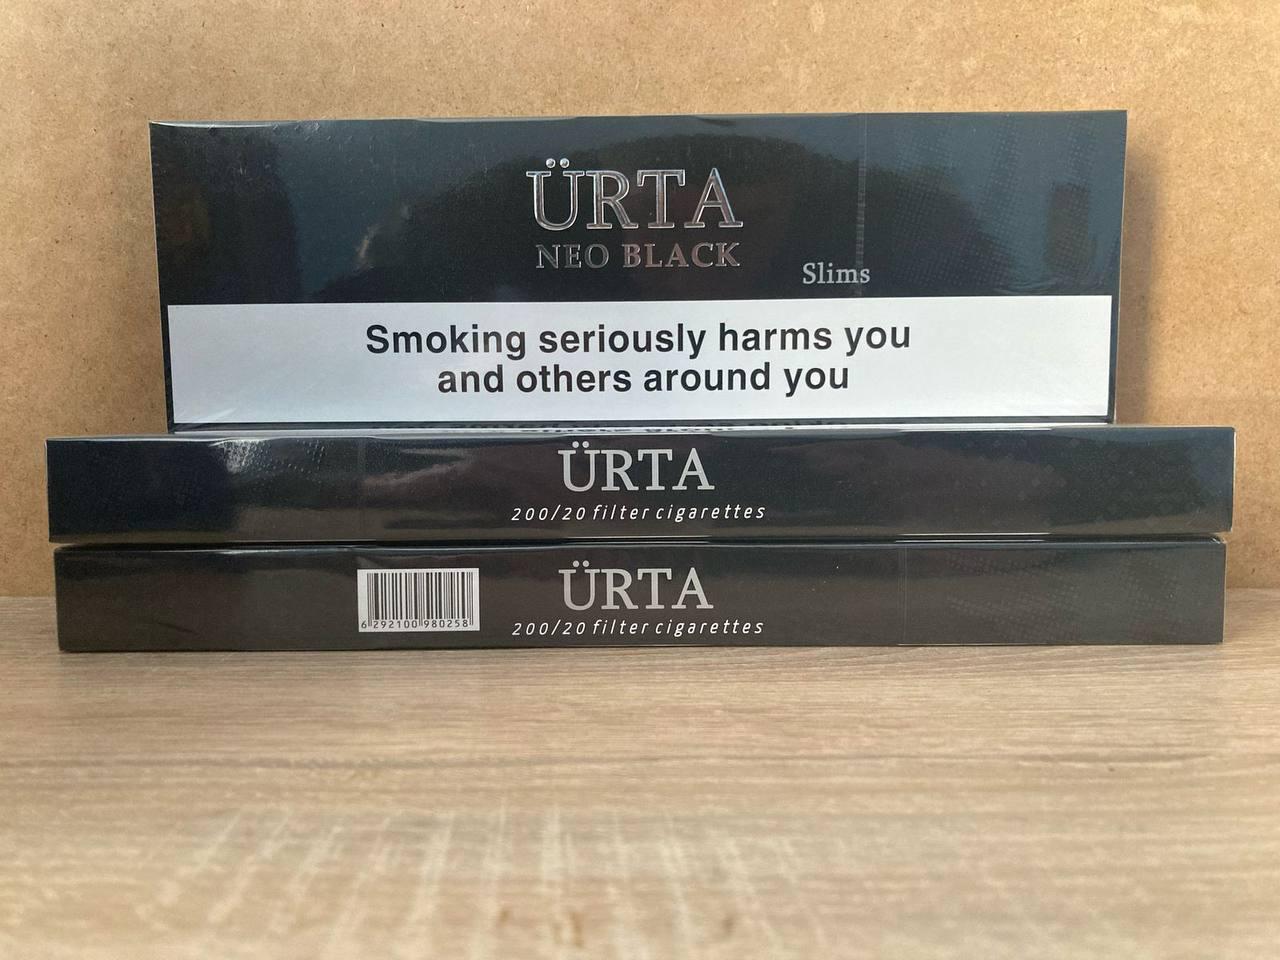 ÜRTA
NEO BLACK
Slims
Smoking seriously harms you
and others around you
ÜRTA
200/20 filter cigarettes
ÜRTA
200/20 filter cigarettes
6 292100 980258